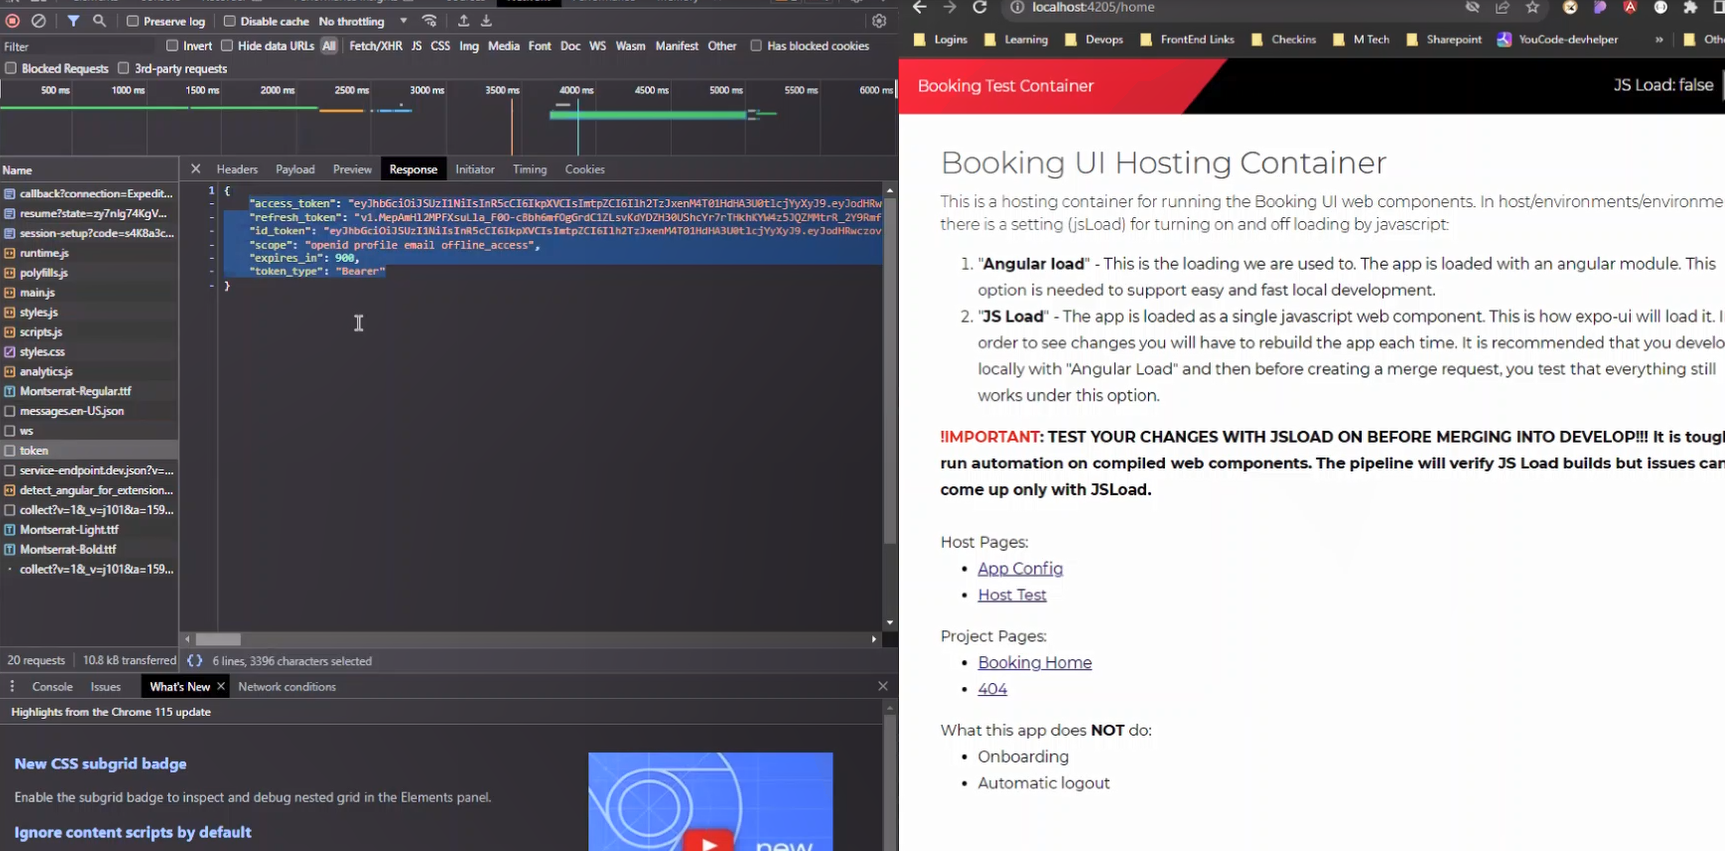 Preserve log Disable cache No throttling
Filter Invert Hide data URLs All Fetch/XHR JS CSS Img Media Font Doc WS Wasm Manifest Other Has blocked cookies
Blocked Requests 3rd-party requests
500 ms 1000 ms 1500 ms 2000 ms 2500 ms 3000 ms 3500 ms 4000 ms 4500 ms 5000 ms 5500 ms 6000 ms
Name
callback?connection=Expedit...
resume?state=zy7nlg74KgV...
session-setup?code=s4K8a3c...
runtime.js
polyfills.js
main.js
styles.js
scripts.js
styles.css
analytics.js
Montserrat-Regular.ttf
messages.en-US.json
ws
token
service-endpoint.dev.json?v=...
detect_angular_for_extension...
collect?v=1&_v=j101&a=159...
Montserrat-Light.ttf
Montserrat-Bold.ttf
collect?v=1&_v=j101&a=159...
20 requests 10.8 kB transferred
Headers Payload Preview Response Initiator Timing Cookies
1 {
- "access_token":
- "refresh_token":
- "id_token":
- "scope": "openid profile email offline_access",
- "expires_in": 900,
- "token_type": "Bearer"
- }
{} 6 lines, 3396 characters selected
Console Issues What's New Network conditions
Highlights from the Chrome 115 update
New CSS subgrid badge
Enable the subgrid badge to inspect and debug nested grid in the Elements panel.
Ignore content scripts by default
new
localhost:4205/home
Logins Learning Devops FrontEnd Links Checkins M Tech Sharepoint YouCode-devhelper » Othe
Booking Test Container JS Load: false
Booking UI Hosting Container
This is a hosting container for running the Booking UI web components. In host/environments/environme
there is a setting (jsLoad) for turning on and off loading by javascript:
1. "Angular load" - This is the loading we are used to. The app is loaded with an angular module. This
option is needed to support easy and fast local development.
2. "JS Load" - The app is loaded as a single javascript web component. This is how expo-ui will load it. I
order to see changes you will have to rebuild the app each time. It is recommended that you develo
locally with "Angular Load" and then before creating a merge request, you test that everything still
works under this option.
!IMPORTANT: TEST YOUR CHANGES WITH JSLOAD ON BEFORE MERGING INTO DEVELOP!!! It is toug
run automation on compiled web components. The pipeline will verify JS Load builds but issues can
come up only with JSLoad.
Host Pages:
• App Config
• Host Test
Project Pages:
• Booking Home
• 404
What this app does NOT do:
• Onboarding
• Automatic logout